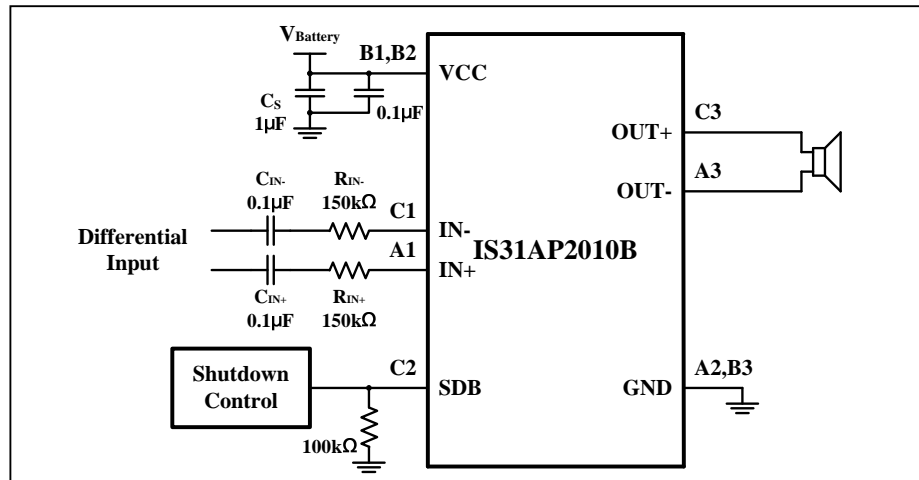 VBattery
B1,B2
VCC
CS
1μF
0.1μF
C3
OUT+
A3
OUT-
CIN-
0.1μF
RIN-
150kΩ
C1
IN-
Differential
Input
A1
IN+
IS31AP2010B
CIN+
0.1μF
RIN+
150kΩ
Shutdown
Control
C2
SDB
100kΩ
A2,B3
GND